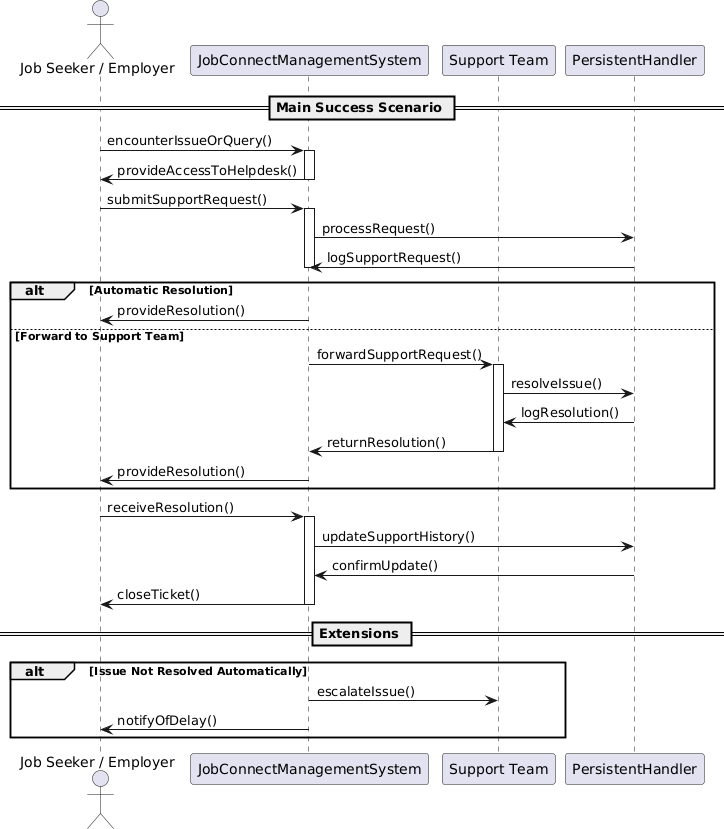 Job Seeker / Employer
JobConnectManagementSystem
Support Team
PersistentHandler
Main Success Scenario
encounterIssueOrQuery()
provideAccessToHelpdesk()
submitSupportRequest()
processRequest()
logSupportRequest()
alt [Automatic Resolution]
provideResolution()
[Forward to Support Team]
forwardSupportRequest()
resolveIssue()
logResolution()
returnResolution()
provideResolution()
receiveResolution()
updateSupportHistory()
confirmUpdate()
closeTicket()
Extensions
alt [Issue Not Resolved Automatically]
escalateIssue()
notifyOfDelay()
Job Seeker / Employer
JobConnectManagementSystem
Support Team
PersistentHandler